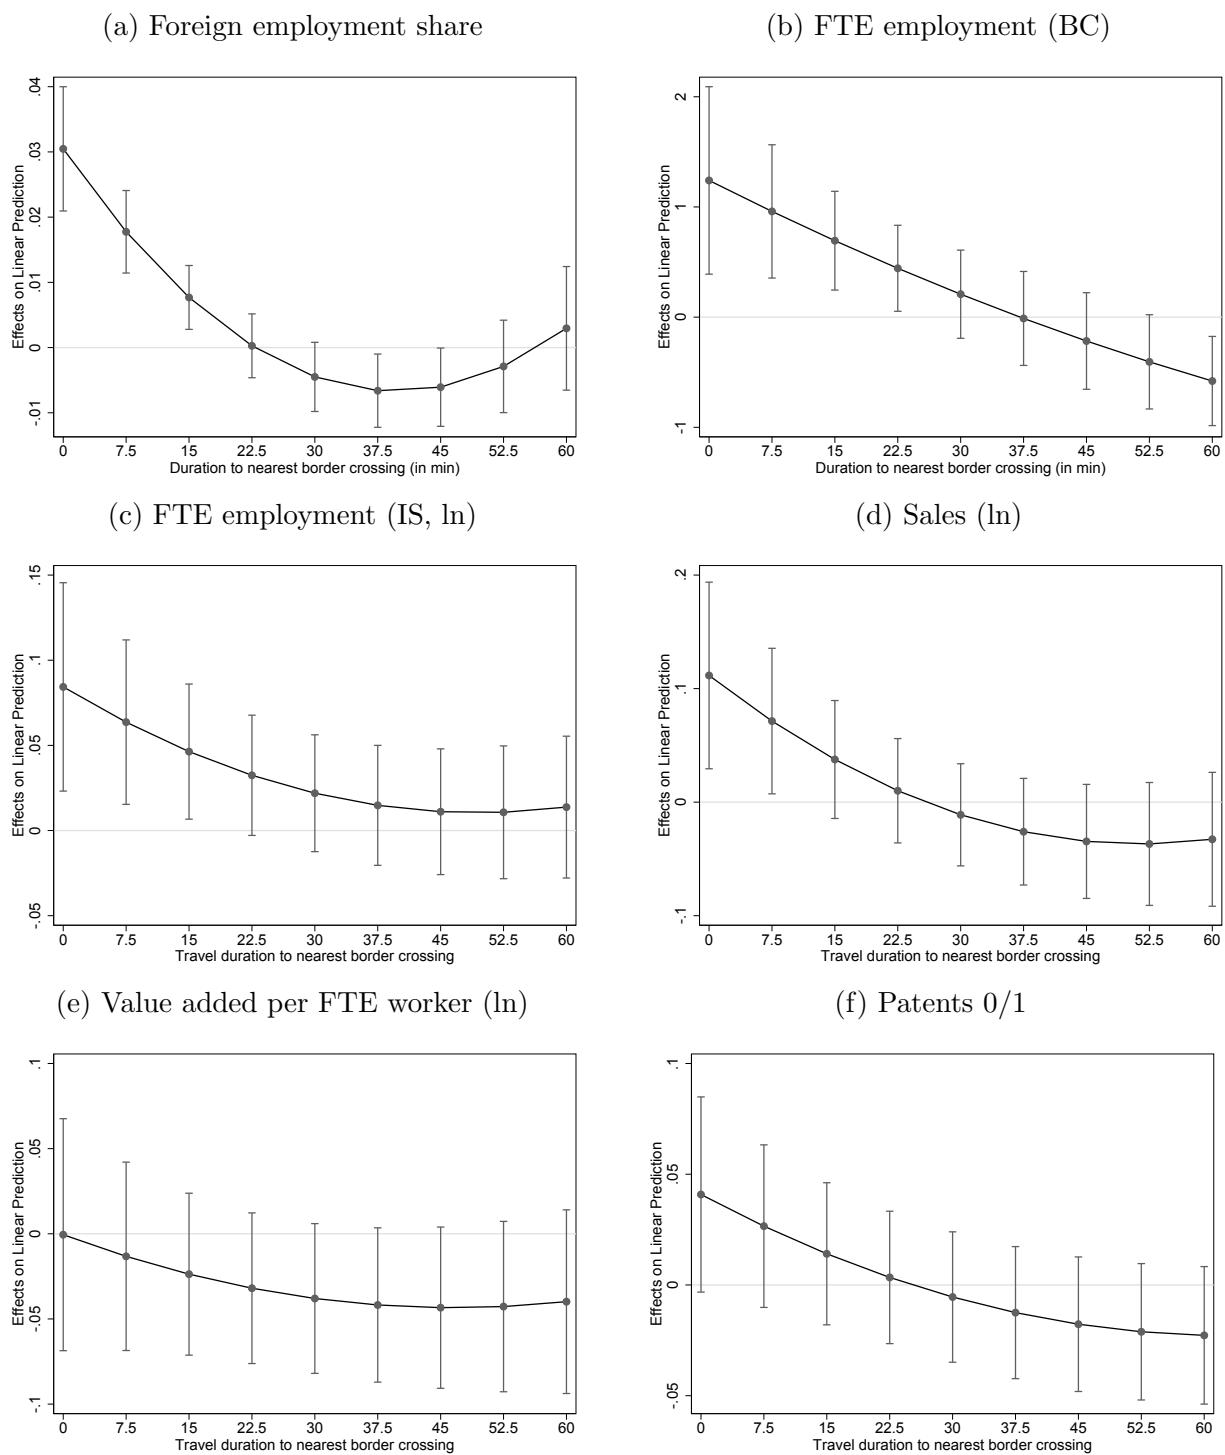 (a) Foreign employment share
(b) FTE employment (BC)
Effects on Linear Prediction
.04
.03
.02
.01
0
-.01
0 7.5 15 22.5 30 37.5 45 52.5 60
Duration to nearest border crossing (in min)
Effects on Linear Prediction
2
1
0
-1
0 7.5 15 22.5 30 37.5 45 52.5 60
Duration to nearest border crossing (in min)
(c) FTE employment (IS, ln)
(d) Sales (ln)
Effects on Linear Prediction
.15
.1
.05
0
-.05
0 7.5 15 22.5 30 37.5 45 52.5 60
Travel duration to nearest border crossing
Effects on Linear Prediction
.2
.1
0
-.1
0 7.5 15 22.5 30 37.5 45 52.5 60
Travel duration to nearest border crossing
(e) Value added per FTE worker (ln)
(f) Patents 0/1
Effects on Linear Prediction
.1
.05
0
-.05
-.1
0 7.5 15 22.5 30 37.5 45 52.5 60
Travel duration to nearest border crossing
Effects on Linear Prediction
.1
.05
0
-.05
0 7.5 15 22.5 30 37.5 45 52.5 60
Travel duration to nearest border crossing